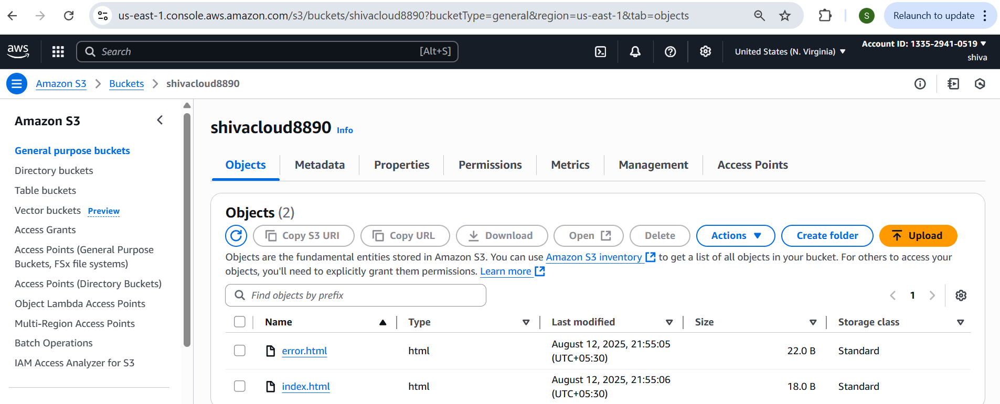 us-east-1.console.aws.amazon.com/s3/buckets/shivacloud8890?bucketType=general&region=us-east-1&tab=objects
S
Relaunch to update
aws
Search
[Alt+S]
United States (N. Virginia)
Account ID: 1335-2941-0519
shiva
Amazon S3 > Buckets > shivacloud8890
Amazon S3
General purpose buckets
Directory buckets
Table buckets
Vector buckets Preview
Access Grants
Access Points (General Purpose
Buckets, FSx file systems)
Access Points (Directory Buckets)
Object Lambda Access Points
Multi-Region Access Points
Batch Operations
IAM Access Analyzer for S3
shivacloud8890 Info
Objects Metadata Properties Permissions Metrics Management Access Points
Objects (2)
Copy S3 URI Copy URL Download Open Delete Actions Create folder Upload
Objects are the fundamental entities stored in Amazon S3. You can use Amazon S3 inventory to get a list of all objects in your bucket. For others to access your
objects, you'll need to explicitly grant them permissions. Learn more
Find objects by prefix
1
Name Type Last modified Size Storage class
error.html html August 12, 2025, 21:55:05 (UTC+05:30) 22.0 B Standard
index.html html August 12, 2025, 21:55:06 (UTC+05:30) 18.0 B Standard